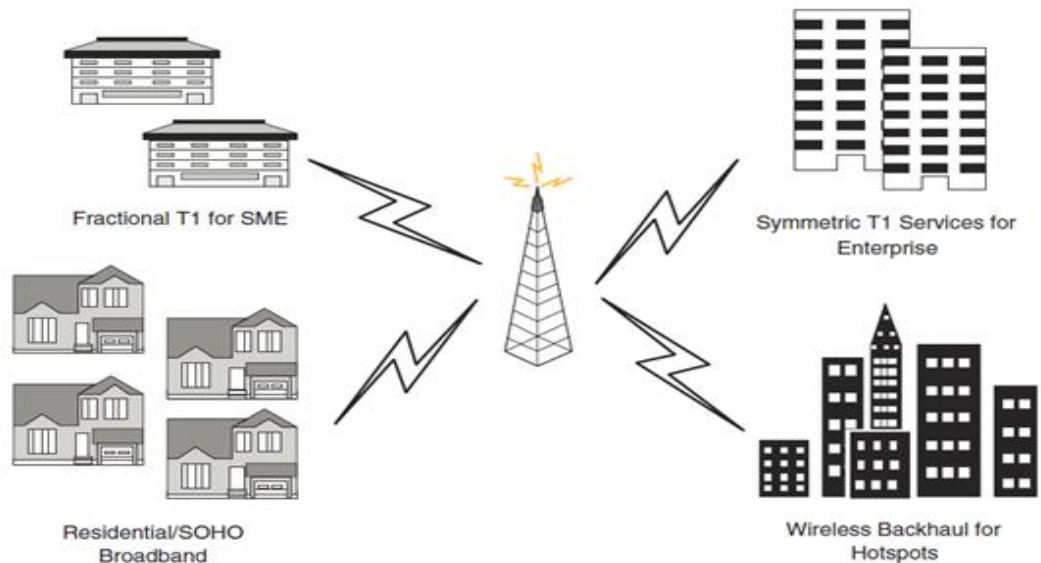 Fractional T1 for SME
Symmetric T1 Services for
Enterprise
Residential/SOHO
Broadband
Wireless Backhaul for
Hotspots